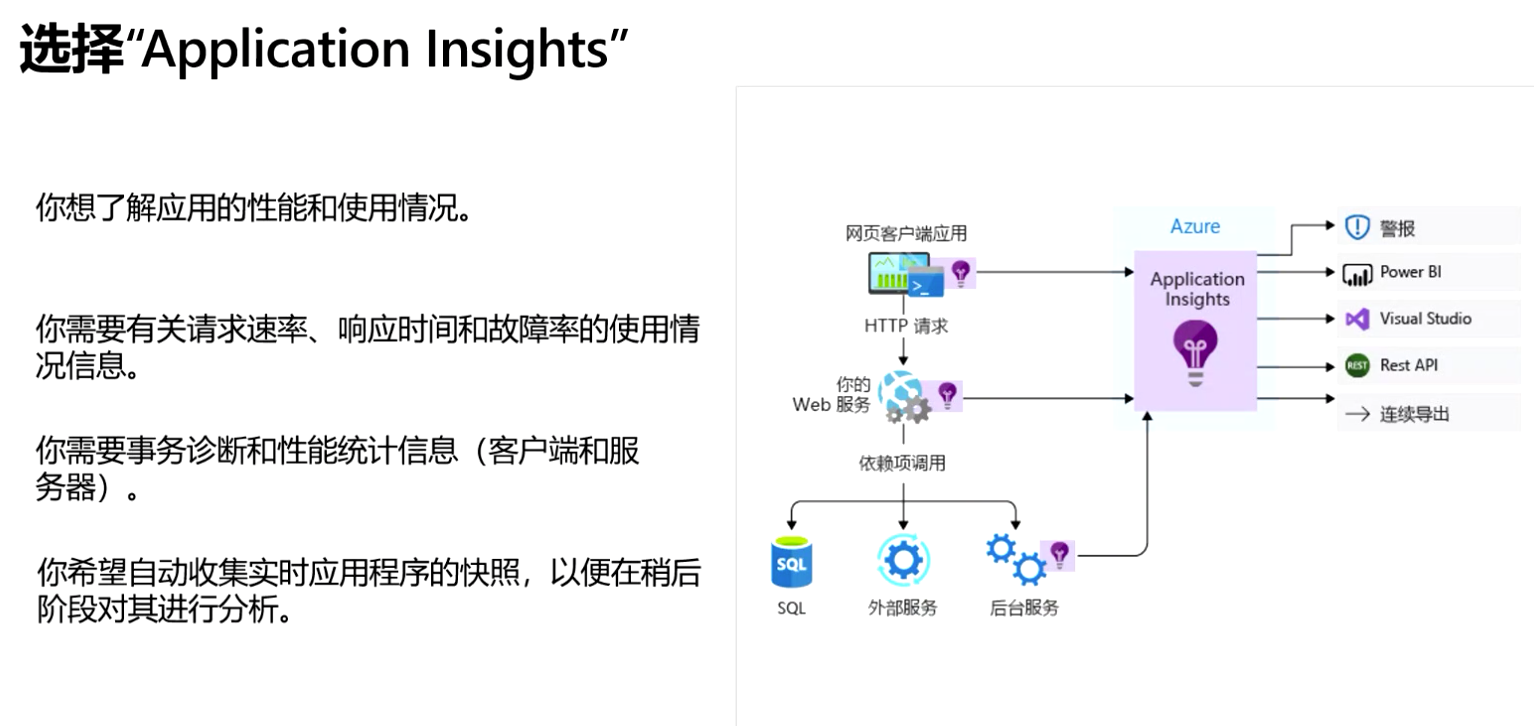 选择“Application Insights”
你想了解应用的性能和使用情况。
你需要有关请求速率、响应时间和故障率的使用情
况信息。
你需要事务诊断和性能统计信息（客户端和服
务器）。
你希望自动收集实时应用程序的快照，以便在稍后
阶段对其进行分析。
网页客户端应用
HTTP 请求
你的
Web 服务
依赖项调用
SQL
SQL
外部服务
后台服务
Azure
Application
Insights
警报
Power BI
Visual Studio
REST
Rest API
连续导出